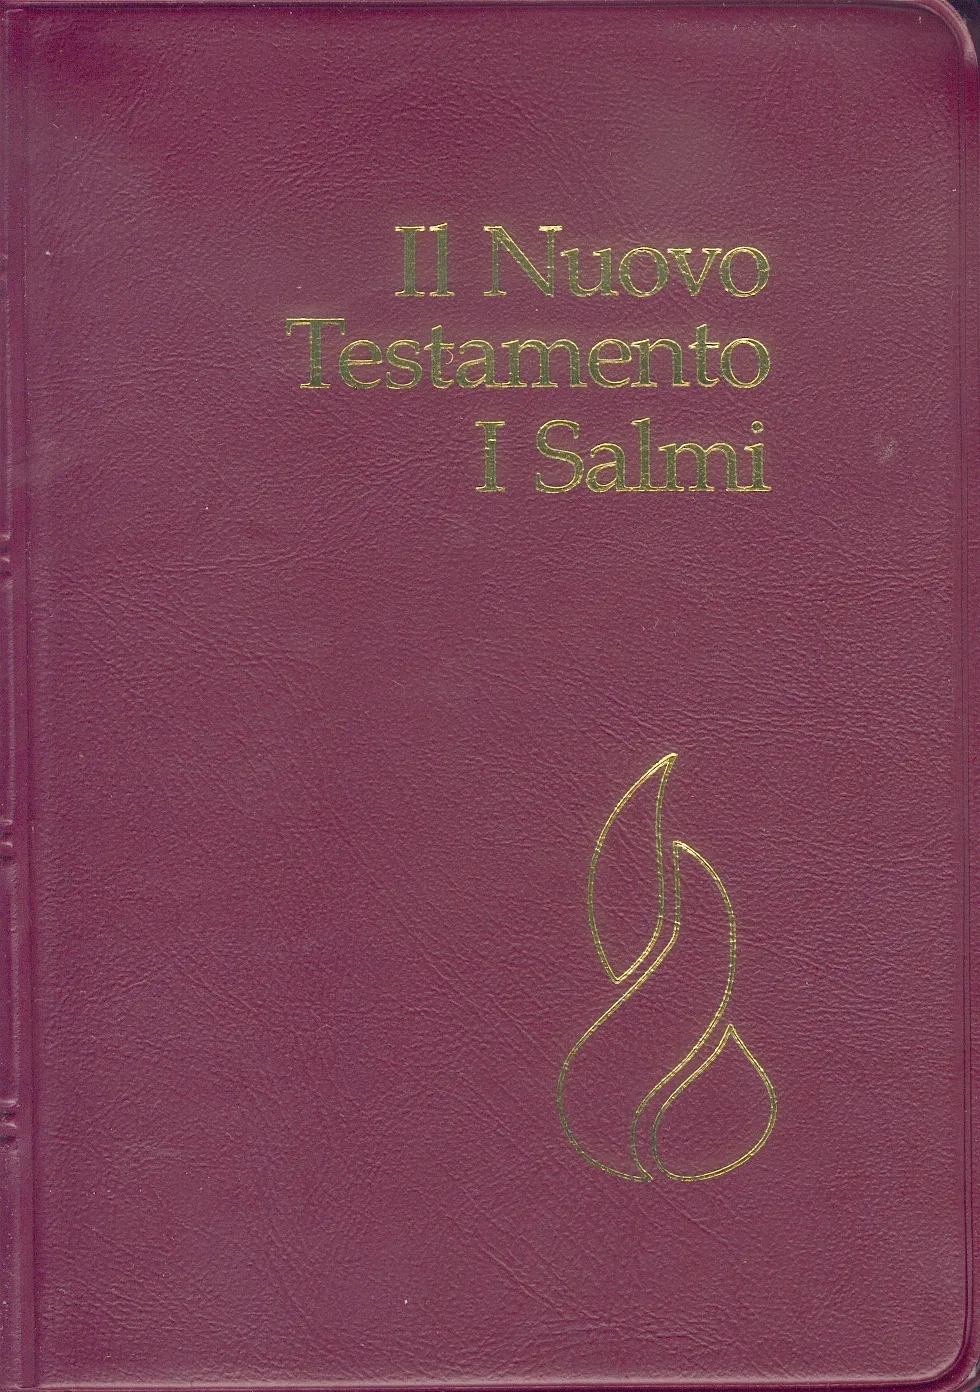 Il Nuovo
Testamento
I Salmi